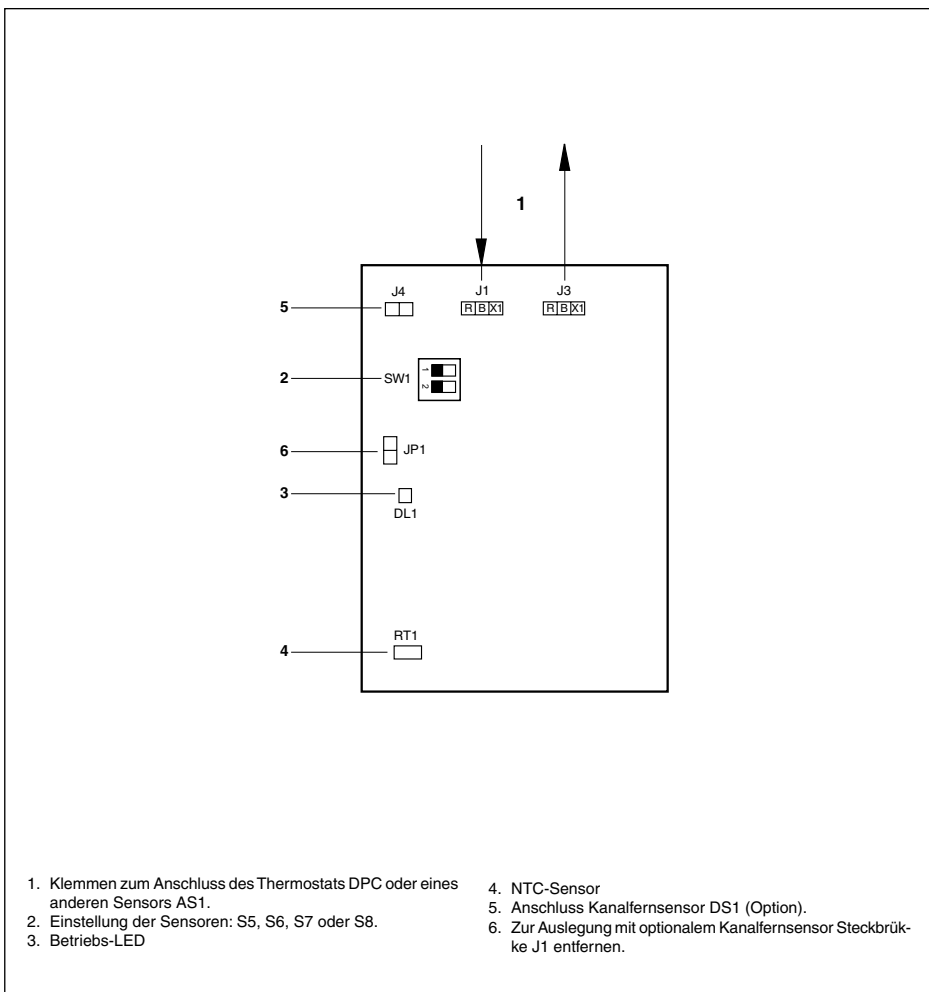 1
J4 J1 J3
5 R B X1 R B X1
1
2 SW1
2
6 JP1
3
DL1
RT1
4
1. Klemmen zum Anschluss des Thermostats DPC oder eines
anderen Sensors AS1.
2. Einstellung der Sensoren: S5, S6, S7 oder S8.
3. Betriebs-LED
4. NTC-Sensor
5. Anschluss Kanalfernsensor DS1 (Option).
6. Zur Auslegung mit optionalem Kanalfernsensor Steckbrük-
ke J1 entfernen.